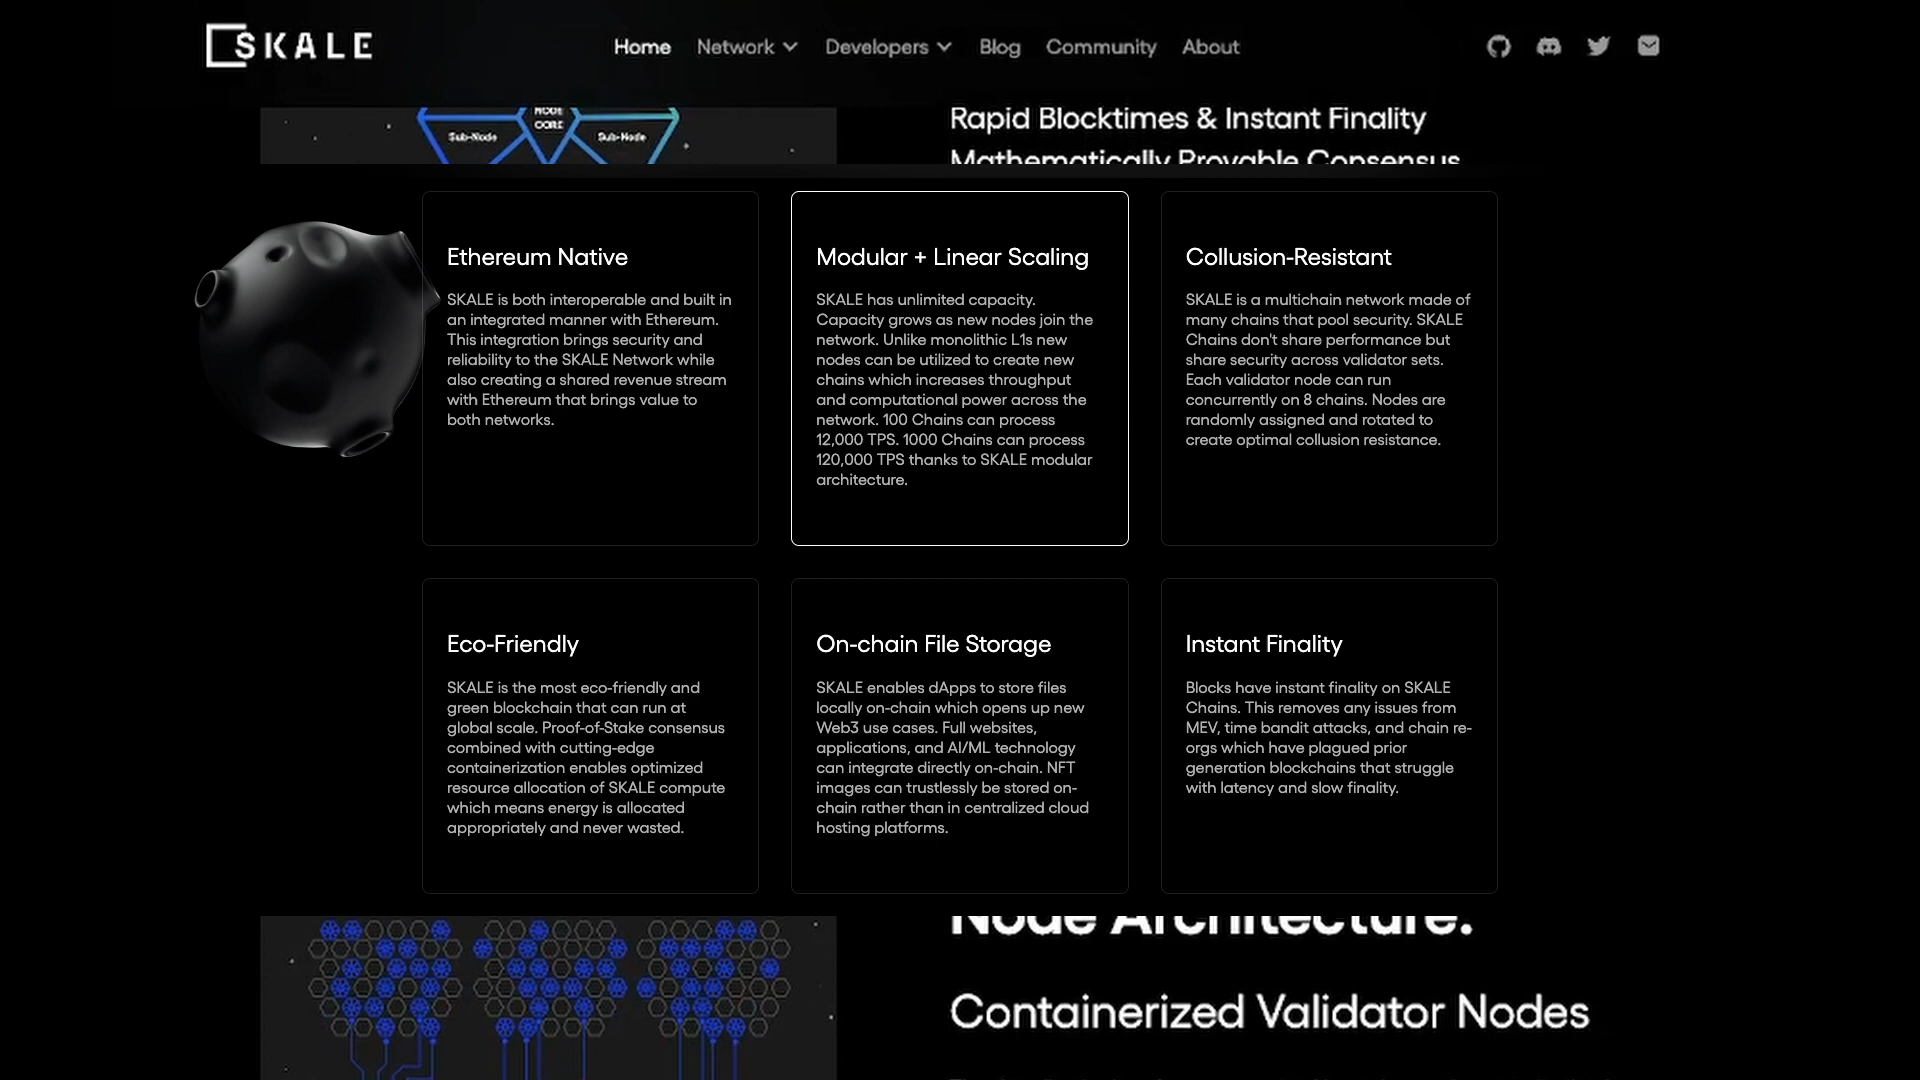 SKALE
Home Network Developers Blog Community About
NODE
CORE
Sub-Node Sub-Node
Rapid Blocktimes & Instant Finality
Mathematically Provable Consensus
Ethereum Native
SKALE is both interoperable and built in
an integrated manner with Ethereum.
This integration brings security and
reliability to the SKALE Network while
also creating a shared revenue stream
with Ethereum that brings value to
both networks.
Modular + Linear Scaling
SKALE has unlimited capacity.
Capacity grows as new nodes join the
network. Unlike monolithic L1s new
nodes can be utilized to create new
chains which increases throughput
and computational power across the
network. 100 Chains can process
12,000 TPS. 1000 Chains can process
120,000 TPS thanks to SKALE modular
architecture.
Collusion-Resistant
SKALE is a multichain network made of
many chains that pool security. SKALE
Chains don't share performance but
share security across validator sets.
Each validator node can run
concurrently on 8 chains. Nodes are
randomly assigned and rotated to
create optimal collusion resistance.
Eco-Friendly
SKALE is the most eco-friendly and
green blockchain that can run at
global scale. Proof-of-Stake consensus
combined with cutting-edge
containerization enables optimized
resource allocation of SKALE compute
which means energy is allocated
appropriately and never wasted.
On-chain File Storage
SKALE enables dApps to store files
locally on-chain which opens up new
Web3 use cases. Full websites,
applications, and AI/ML technology
can integrate directly on-chain. NFT
images can trustlessly be stored on-
chain rather than in centralized cloud
hosting platforms.
Instant Finality
Blocks have instant finality on SKALE
Chains. This removes any issues from
MEV, time bandit attacks, and chain re-
orgs which have plagued prior
generation blockchains that struggle
with latency and slow finality.
Node Architecture.
Containerized Validator Nodes